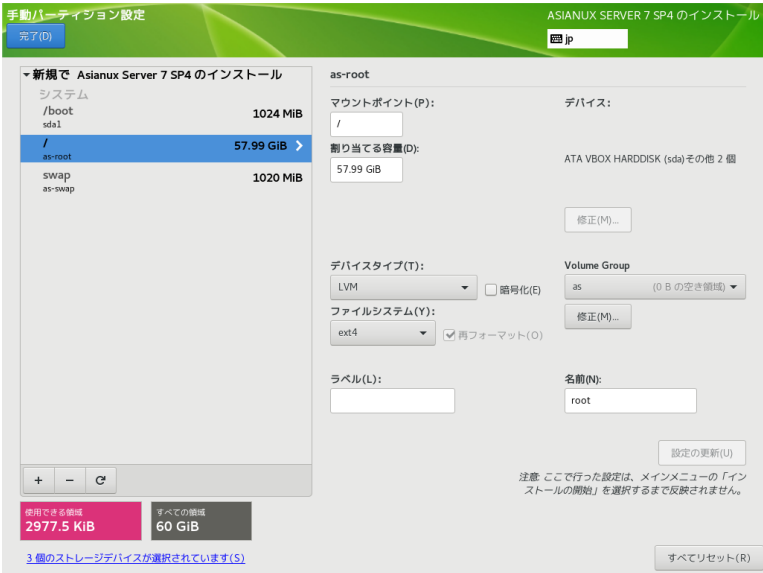 手動パーティション設定
ASIANUX SERVER 7 SP4 のインストール
完了(D)
jp
新規で Asianux Server 7 SP4 のインストール
システム
/boot
1024 MiB
sda1
/
57.99 GiB
as-root
swap
1020 MiB
as-swap
as-root
マウントポイント(P):
デバイス:
/
割り当てる容量(D):
57.99 GiB
ATA VBOX HARDDISK (sda)その他 2 個
修正(M)...
デバイスタイプ(T):
Volume Group
LVM
暗号化(E)
as
(0 B の空き領域)
ファイルシステム(Y):
修正(M)...
ext4
再フォーマット(O)
ラベル(L):
名前(N):
root
設定の更新(U)
注意: ここで行った設定は、メインメニューの「イン
ストールの開始」を選択するまで反映されません。
+
−
使用できる領域
2977.5 KiB
すべての領域
60 GiB
3 個のストレージデバイスが選択されています(S)
すべてリセット(R)